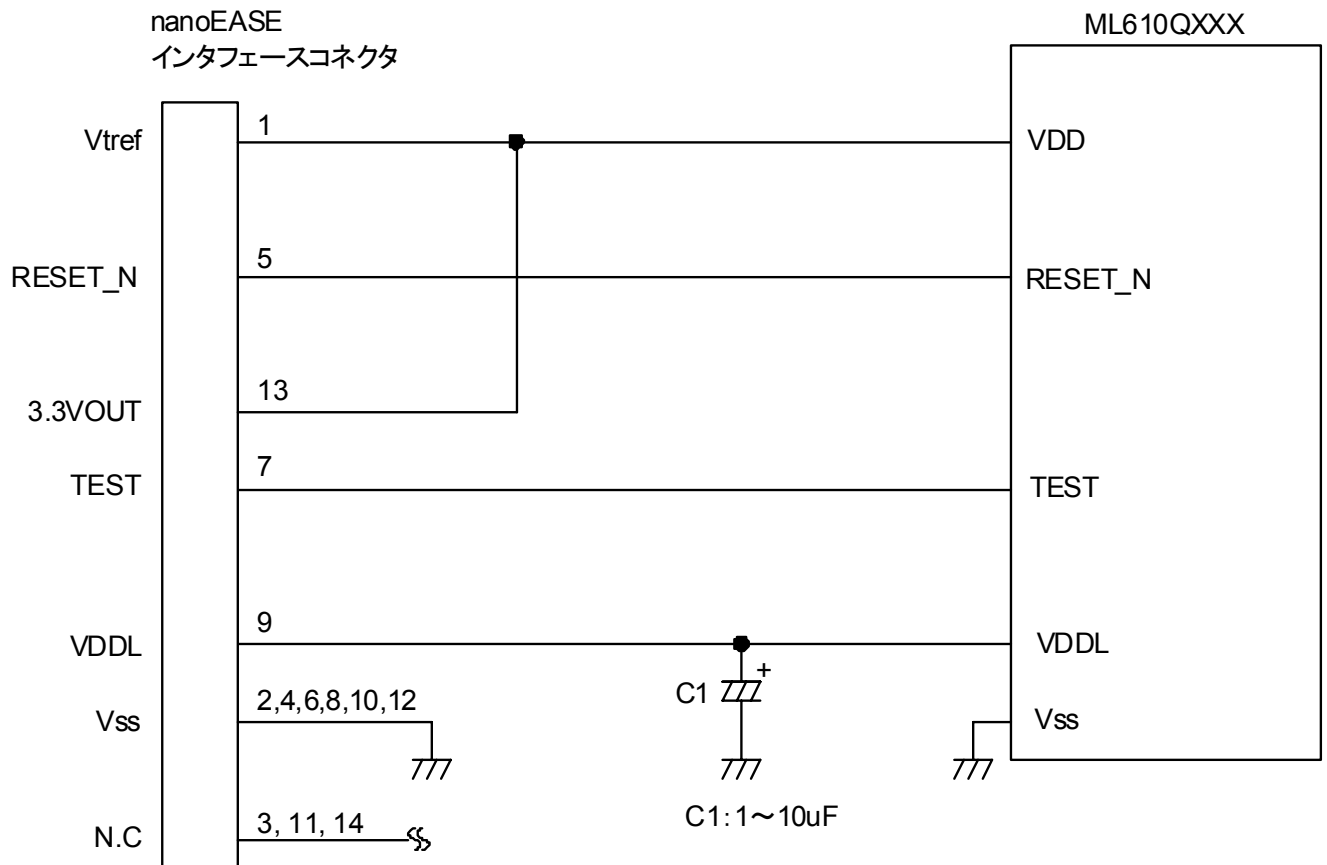 nanoEASE
インタフェースコネクタ
ML610QXXX
Vtref
1
VDD
RESET_N
5
RESET_N
3.3VOUT
13
TEST
7
TEST
VDDL
9
VDDL
C1
+
Vss
2,4,6,8,10,12
Vss
C1:1～10uF
N.C
3, 11, 14